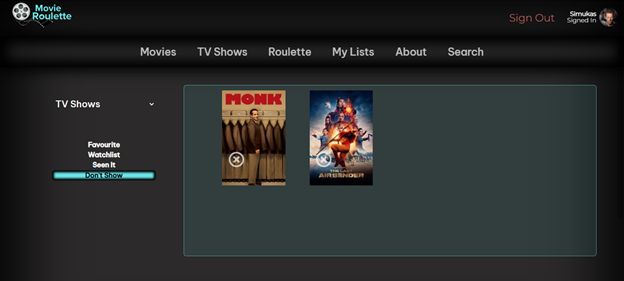 Movie
Roulette
Sign Out
Simukas
Signed In
Movies TV Shows Roulette My Lists About Search
TV Shows
Favourite
Watchlist
Seen It
Don't Show
MONK
THE LAST
AIRBENDER